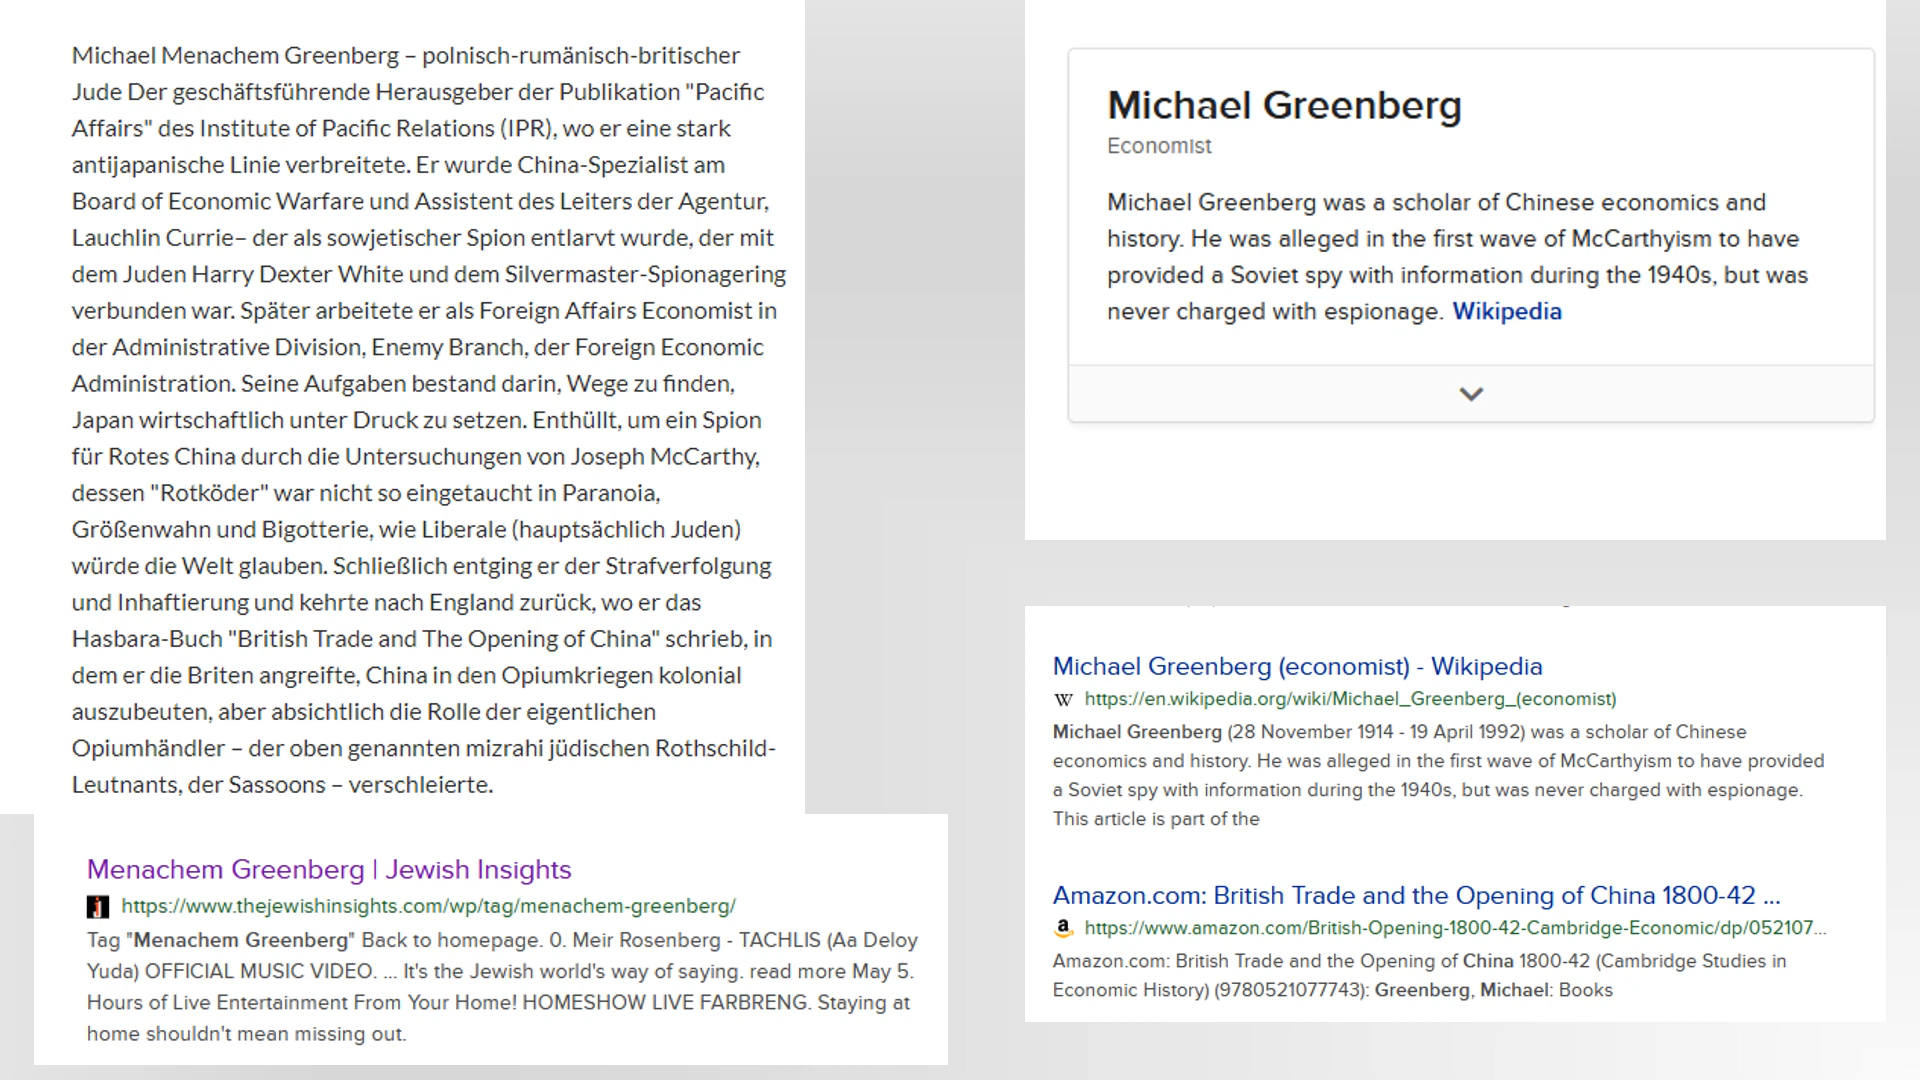 Michael Menachem Greenberg – polnisch-rumänisch-britischer
Jude Der geschäftsführende Herausgeber der Publikation "Pacific
Affairs" des Institute of Pacific Relations (IPR), wo er eine stark
antijapanische Linie verbreitete. Er wurde China-Spezialist am
Board of Economic Warfare und Assistent des Leiters der Agentur,
Lauchlin Currie– der als sowjetischer Spion entlarvt wurde, der mit
dem Juden Harry Dexter White und dem Silvermaster-Spionagering
verbunden war. Später arbeitete er als Foreign Affairs Economist in
der Administrative Division, Enemy Branch, der Foreign Economic
Administration. Seine Aufgaben bestand darin, Wege zu finden,
Japan wirtschaftlich unter Druck zu setzen. Enthüllt, um ein Spion
für Rotes China durch die Untersuchungen von Joseph McCarthy,
dessen "Rotköder" war nicht so eingetaucht in Paranoia,
Größenwahn und Bigotterie, wie Liberale (hauptsächlich Juden)
würde die Welt glauben. Schließlich entging er der Strafverfolgung
und Inhaftierung und kehrte nach England zurück, wo er das
Hasbara-Buch "British Trade and The Opening of China" schrieb, in
dem er die Briten angreifte, China in den Opiumkriegen kolonial
auszubeuten, aber absichtlich die Rolle der eigentlichen
Opiumhändler – der oben genannten mizrahi jüdischen Rothschild-
Leutnants, der Sassoons – verschleierte.
Menachem Greenberg | Jewish Insights
https://www.thejewishinsights.com/wp/tag/menachem-greenberg/
Tag "Menachem Greenberg" Back to homepage. 0. Meir Rosenberg - TACHLIS (Aa Deloy
Yuda) OFFICIAL MUSIC VIDEO. ... It's the Jewish world's way of saying. read more May 5.
Hours of Live Entertainment From Your Home! HOMESHOW LIVE FARBRENG. Staying at
home shouldn't mean missing out.
Michael Greenberg
Economist
Michael Greenberg was a scholar of Chinese economics and
history. He was alleged in the first wave of McCarthyism to have
provided a Soviet spy with information during the 1940s, but was
never charged with espionage. Wikipedia
Michael Greenberg (economist) - Wikipedia
W https://en.wikipedia.org/wiki/Michael_Greenberg_(economist)
Michael Greenberg (28 November 1914 - 19 April 1992) was a scholar of Chinese
economics and history. He was alleged in the first wave of McCarthyism to have provided
a Soviet spy with information during the 1940s, but was never charged with espionage.
This article is part of the
Amazon.com: British Trade and the Opening of China 1800-42 ...
a https://www.amazon.com/British-Opening-1800-42-Cambridge-Economic/dp/052107...
Amazon.com: British Trade and the Opening of China 1800-42 (Cambridge Studies in
Economic History) (9780521077743): Greenberg, Michael: Books